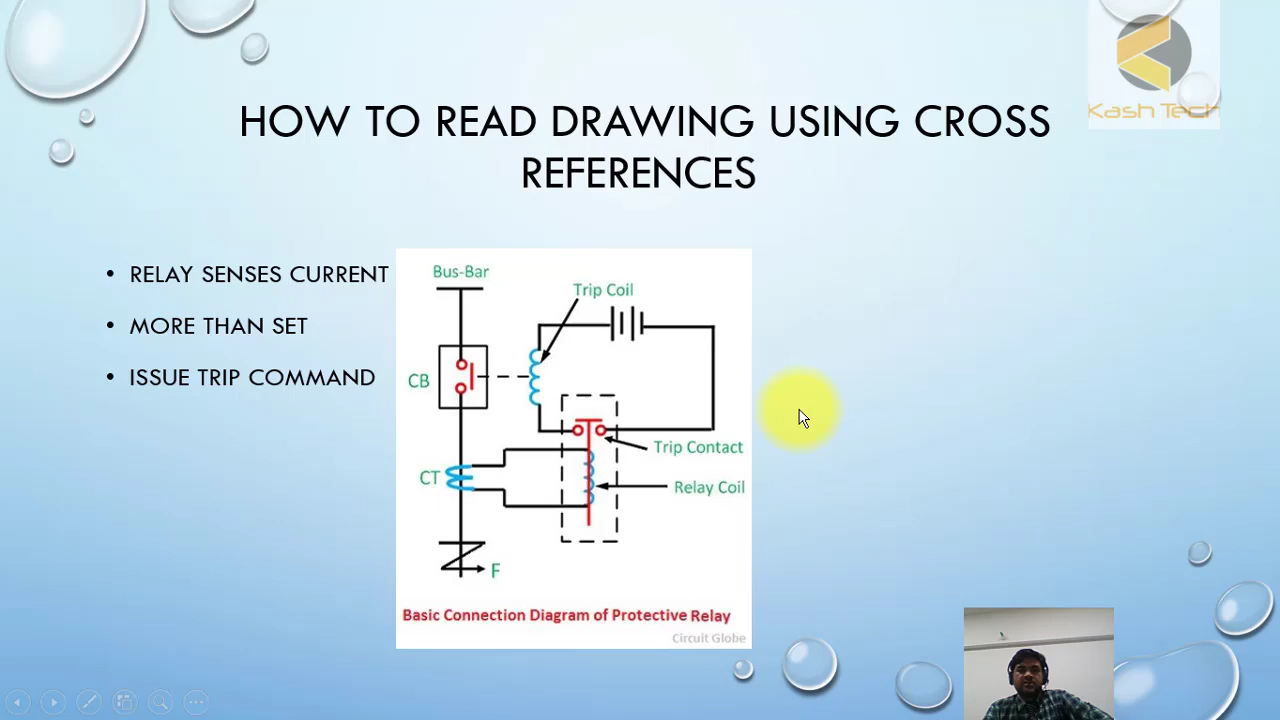 Kash Tech
HOW TO READ DRAWING USING CROSS
REFERENCES
• RELAY SENSES CURRENT
• MORE THAN SET
• ISSUE TRIP COMMAND
Bus-Bar
Trip Coil
CB
Trip Contact
CT
Relay Coil
F
Basic Connection Diagram of Protective Relay
Circuit Globe